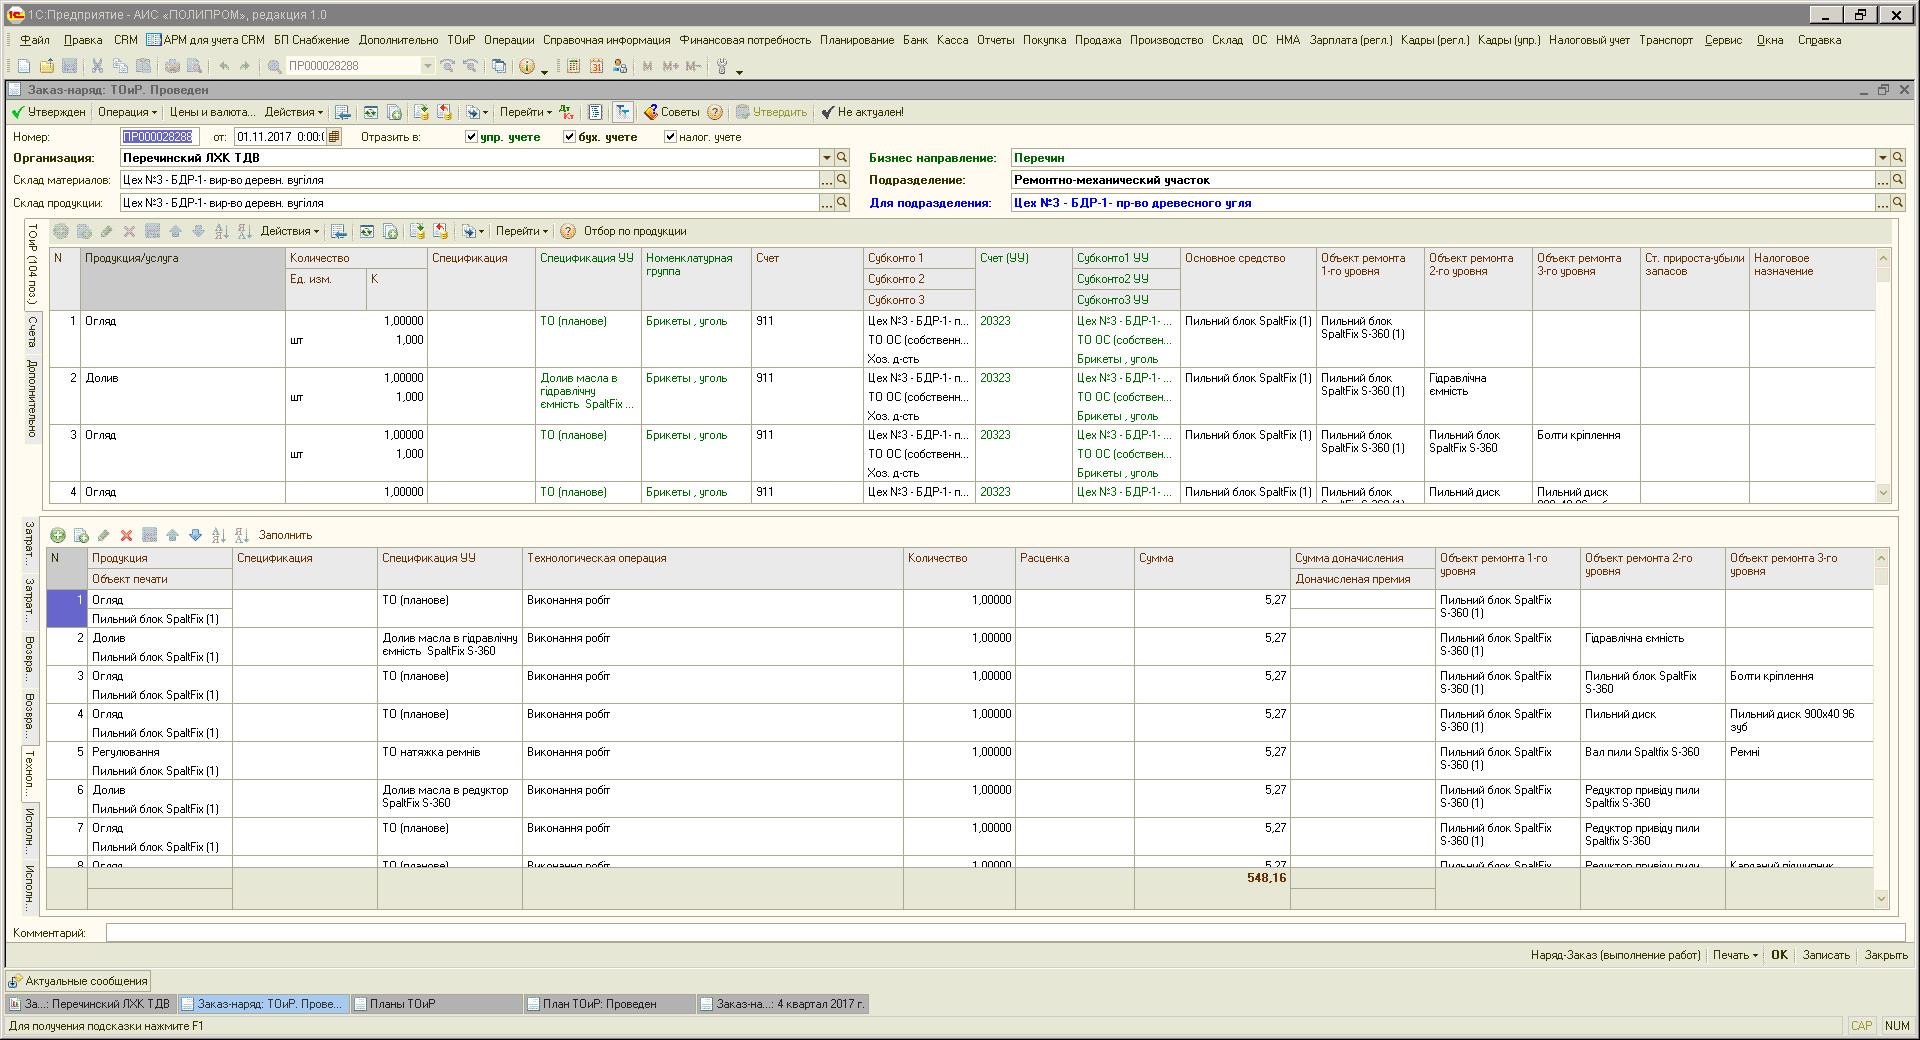 1С:Предприятие - АИС «ПОЛИПРОМ», редакция 1.0
Файл Правка CRM АРМ для учета CRM БП Снабжение Дополнительно ТОиР Операции Справочная информация Финансовая потребность Планирование Банк Касса Отчеты Покупка Продажа Производство Склад ОС НМА Зарплата (регл.) Кадры (регл.) Кадры (упр.) Налоговый учет Транспорт Сервис Окна Справка
ПР000028288 M M+ M-
Заказ-наряд: ТОиР. Проведен
Утвержден Операция Цены и валюта... Действия Перейти Советы Утвердить Не актуален!
Номер: ПР000028288 от: 01.11.2017 0:00:( Отразить в: упр. учете бух. учете налог. учете
Организация: Перечинский ЛХК ТДВ Бизнес направление: Перечин
Склад материалов: Цех №3 - БДР-1- вир-во деревн. вугілля Подразделение: Ремонтно-механический участок
Склад продукции: Цех №3 - БДР-1- вир-во деревн. вугілля Для подразделения: Цех №3 - БДР-1- пр-во древесного угля
ТОиР (104 поз.)
Счета
Дополнительно
Действия Перейти Отбор по продукции
N Продукция/услуга Количество Спецификация Спецификация УУ Номенклатурная группа Счет Субконто 1 Счет (УУ) Субконто1 УУ Основное средство Объект ремонта 1-го уровня Объект ремонта 2-го уровня Объект ремонта 3-го уровня Ст. прироста-убыли запасов Налоговое назначение
Ед. изм. К Субконто 2 Субконто2 УУ
Субконто 3 Субконто3 УУ
1 Огляд 1,00000 ТО (планове) Брикеты , уголь 911 Цех №3 - БДР-1- п... 20323 Цех №3 - БДР-1- ... Пильный блок SpaltFix (1) Пильний блок SpaltFix S-360 (1)
шт 1,000 ТО ОС (собственн... ТО ОС (собствен...
Хоз. д-сть Брикеты , уголь
2 Долив 1,00000 Долив масла в гідравлічну ємність SpaltFix ... Брикеты , уголь 911 Цех №3 - БДР-1- п... 20323 Цех №3 - БДР-1- ... Пильный блок SpaltFix (1) Пильний блок SpaltFix S-360 (1) Гідравлічна ємність
шт 1,000 ТО ОС (собственн... ТО ОС (собствен...
Хоз. д-сть Брикеты , уголь
3 Огляд 1,00000 ТО (планове) Брикеты , уголь 911 Цех №3 - БДР-1- п... 20323 Цех №3 - БДР-1- ... Пильный блок SpaltFix (1) Пильний блок SpaltFix S-360 (1) Пильний блок SpaltFix S-360 Болти кріплення
шт 1,000 ТО ОС (собственн... ТО ОС (собствен...
Хоз. д-сть Брикеты , уголь
4 Огляд 1,00000 ТО (планове) Брикеты , уголь 911 Цех №3 - БДР-1- п... 20323 Цех №3 - БДР-1- ... Пильный блок SpaltFix (1) Пильний блок Пильний диск Пильний диск
Затрат...
Затрат...
Возвра...
Возвра...
Технол...
Исполн...
Исполн...
Заполнить
N Продукция Спецификация Спецификация УУ Технологическая операция Количество Расценка Сумма Сумма доначисления Объект ремонта 1-го уровня Объект ремонта 2-го уровня Объект ремонта 3-го уровня
Объект печати Доначисленая премия
1 Огляд ТО (планове) Виконання робіт 1,00000 5,27 Пильний блок SpaltFix S-360 (1)
Пильний блок SpaltFix (1)
2 Долив Долив масла в гідравлічну ємність SpaltFix S-360 Виконання робіт 1,00000 5,27 Пильний блок SpaltFix S-360 (1) Гідравлічна ємність
Пильний блок SpaltFix (1)
3 Огляд ТО (планове) Виконання робіт 1,00000 5,27 Пильний блок SpaltFix S-360 (1) Пильний блок SpaltFix S-360 Болти кріплення
Пильний блок SpaltFix (1)
4 Огляд ТО (планове) Виконання робіт 1,00000 5,27 Пильний блок SpaltFix S-360 (1) Пильний диск Пильний диск 900x40 96 зуб
Пильний блок SpaltFix (1)
5 Регулювання ТО натяжка ремнів Виконання робіт 1,00000 5,27 Пильний блок SpaltFix S-360 (1) Вал пили Spaltfix S-360 Ремні
Пильний блок SpaltFix (1)
6 Долив Долив масла в редуктор SpaltFix S-360 Виконання робіт 1,00000 5,27 Пильний блок SpaltFix S-360 (1) Редуктор привіду пили Spaltfix S-360
Пильний блок SpaltFix (1)
7 Огляд ТО (планове) Виконання робіт 1,00000 5,27 Пильний блок SpaltFix S-360 (1) Редуктор привіду пили Spaltfix S-360
Пильний блок SpaltFix (1)
8 Огляд ТО (планове) Виконання робіт 1,00000 5,27 Пильний блок SpaltFix Редуктор привіду пили Карданий підшипник
548,16
Комментарий:
Наряд-Заказ (выполнение работ) Печать OK Записать Закрыть
Актуальные сообщения
За...: Перечинский ЛХК ТДВ Заказ-наряд: ТОиР. Прове... Планы ТОиР План ТОиР: Проведен Заказ-на...: 4 квартал 2017 г.
Для получения подсказки нажмите F1 CAP NUM